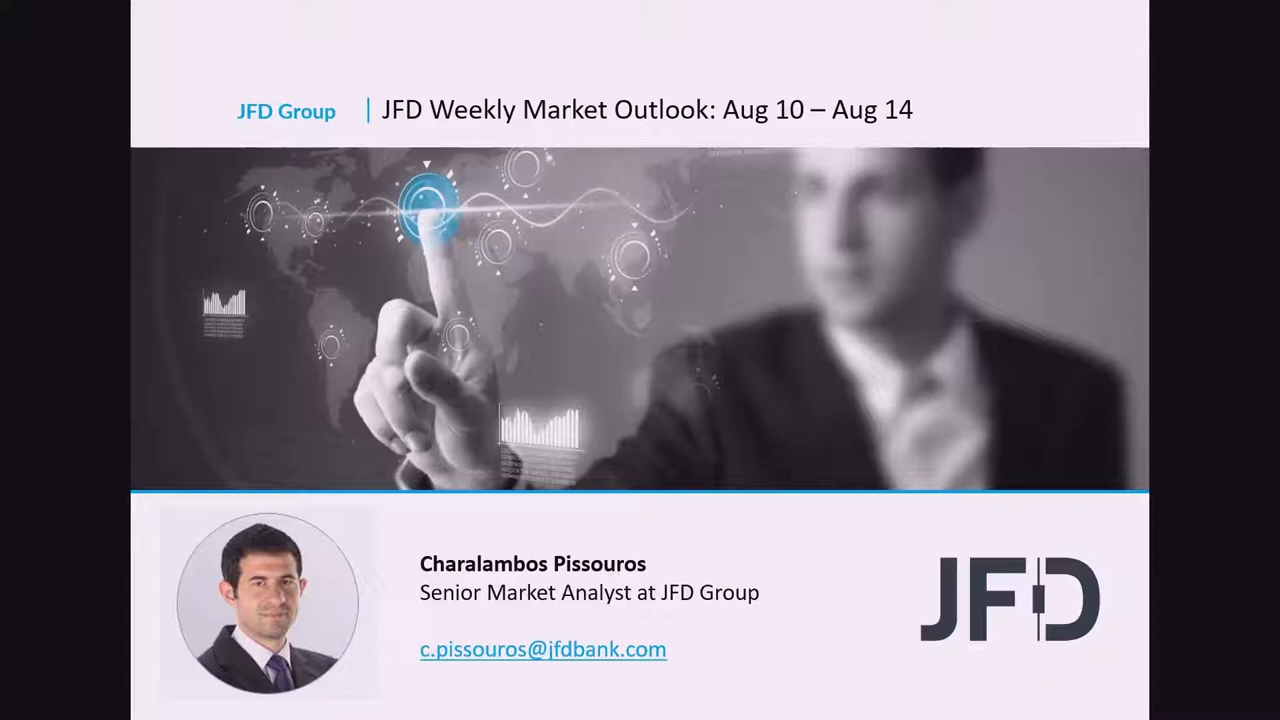 JFD Group | JFD Weekly Market Outlook: Aug 10 – Aug 14
Charalambos Pissouros
Senior Market Analyst at JFD Group
c.pissouros@jfdbank.com
JFD